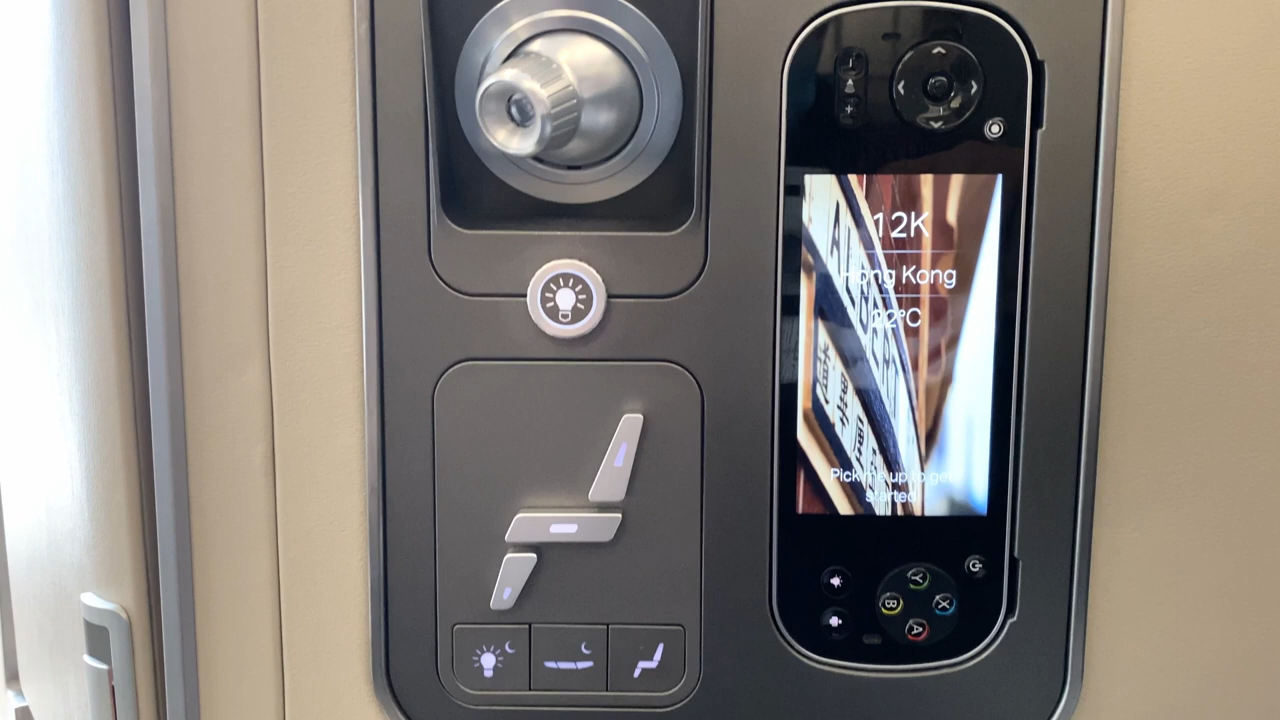 12K
Hong Kong
22°C
Pick me up to get
started
Y
B
X
A